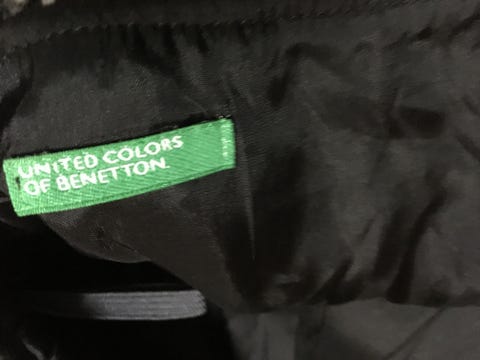 UNITED COLORS
OF BENETTON.